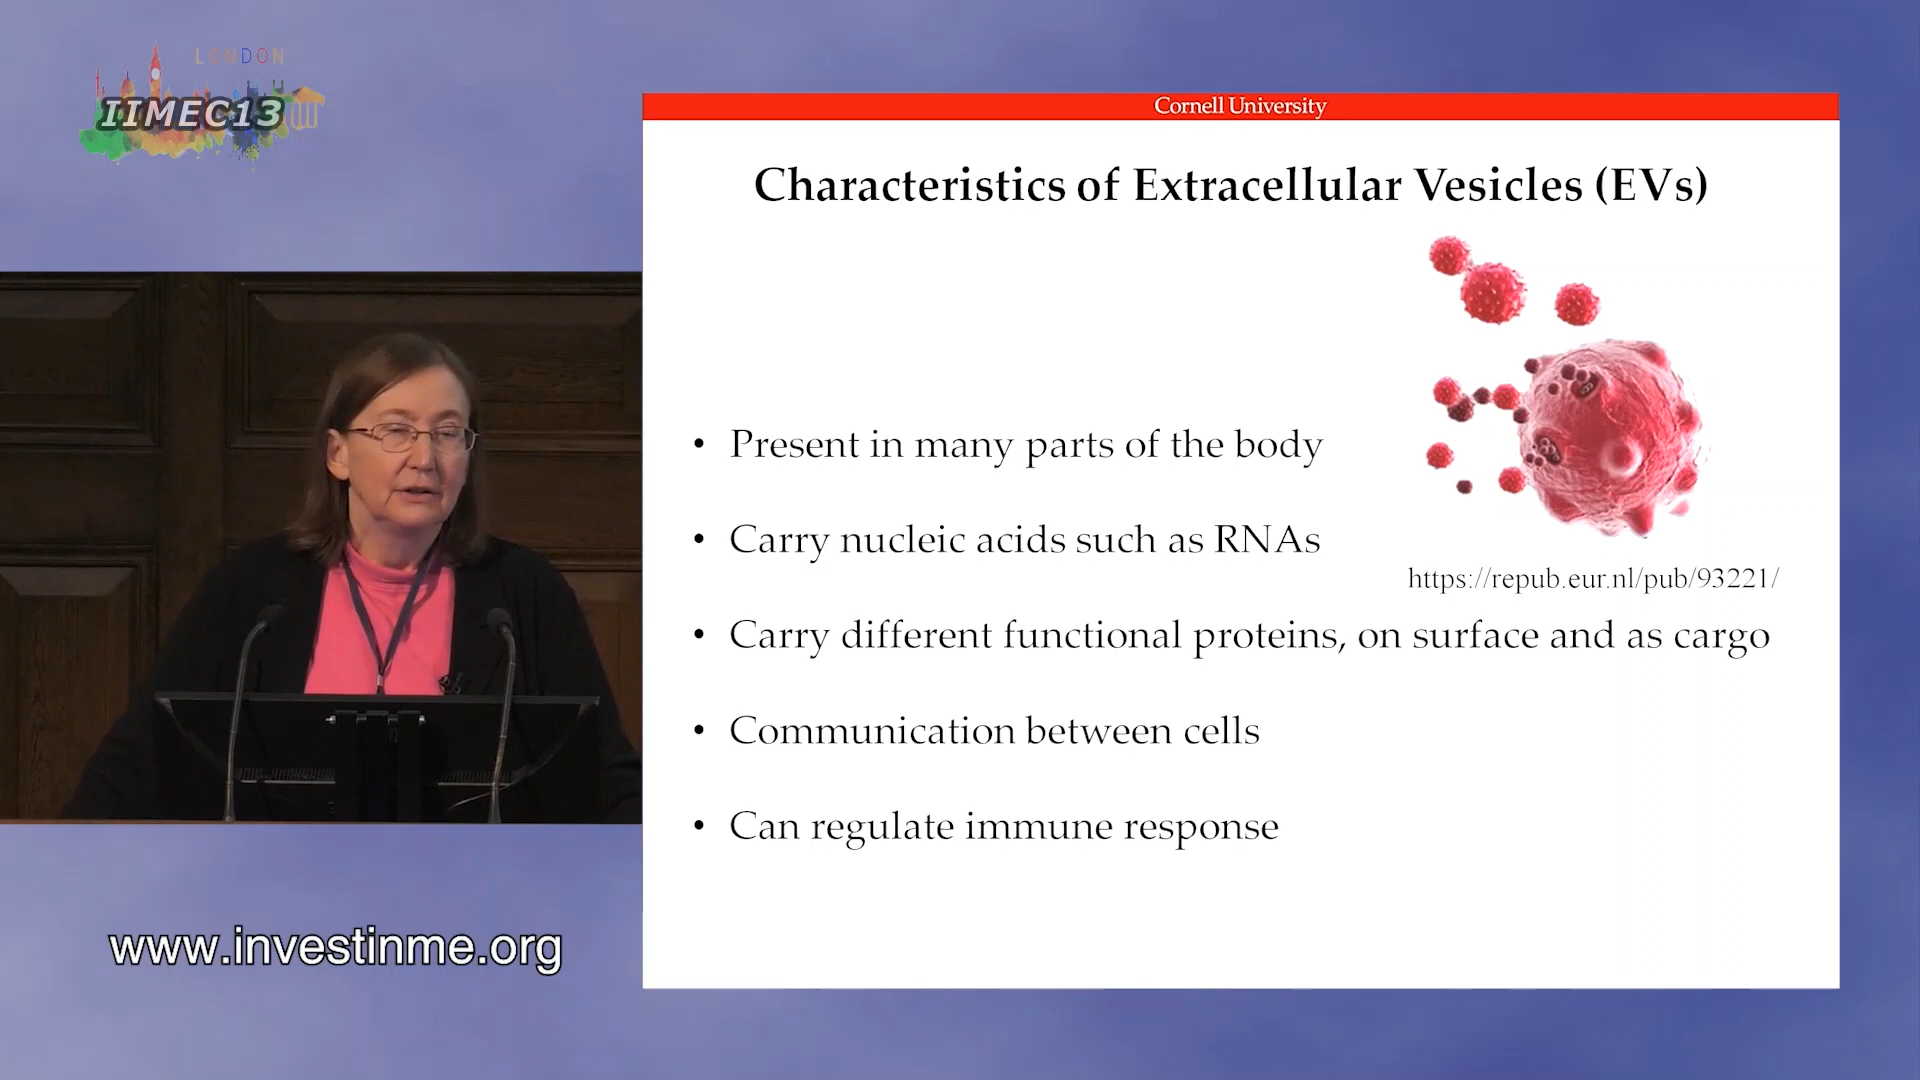 LONDON
IIMEC13
Cornell University
Characteristics of Extracellular Vesicles (EVs)
• Present in many parts of the body
• Carry nucleic acids such as RNAs
https://repub.eur.nl/pub/93221/
• Carry different functional proteins, on surface and as cargo
• Communication between cells
• Can regulate immune response
www.investinme.org